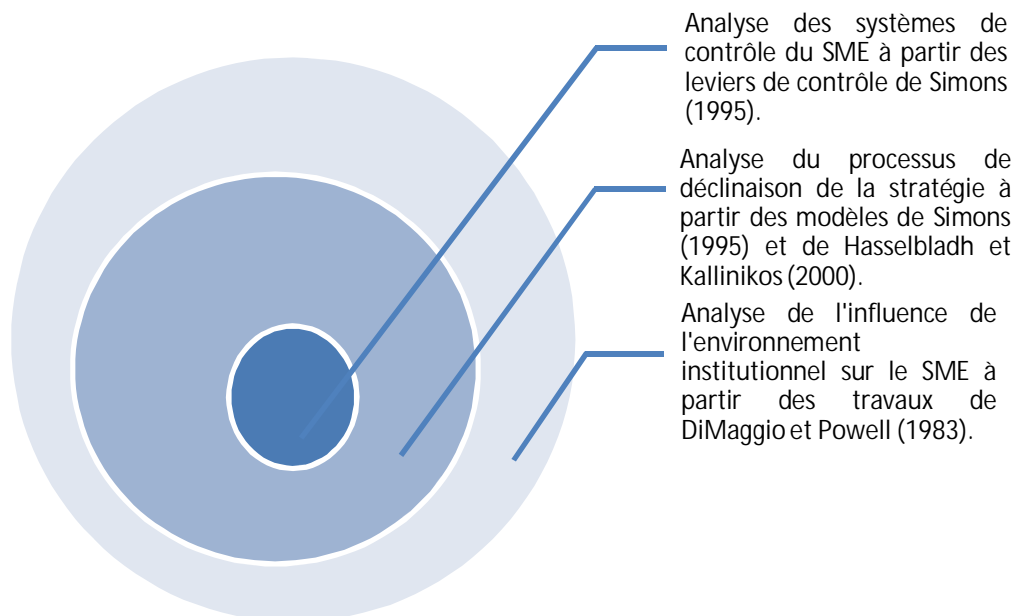 Analyse des systèmes de
contrôle du SME à partir des
leviers de contrôle de Simons
(1995).
Analyse du processus de
déclinaison de la stratégie à
partir des modèles de Simons
(1995) et de Hasselbladh et
Kallinikos (2000).
Analyse de l'influence de
l'environnement
institutionnel sur le SME à
partir des travaux de
DiMaggio et Powell (1983).